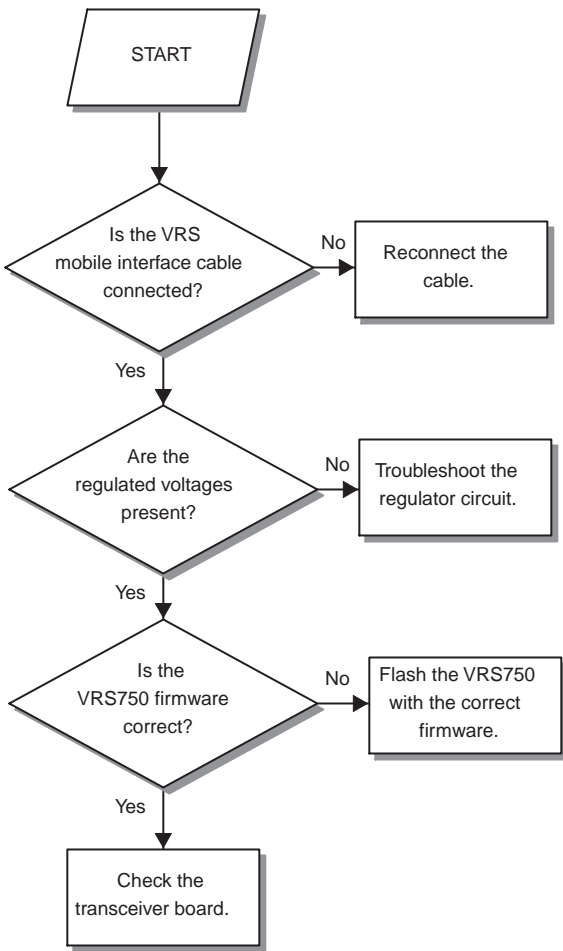 START
Is the VRS
mobile interface cable
connected?
No
Reconnect the
cable.
Yes
Are the
regulated voltages
present?
No
Troubleshoot the
regulator circuit.
Yes
Is the
VRS750 firmware
correct?
No
Flash the VRS750
with the correct
firmware.
Yes
Check the
transceiver board.